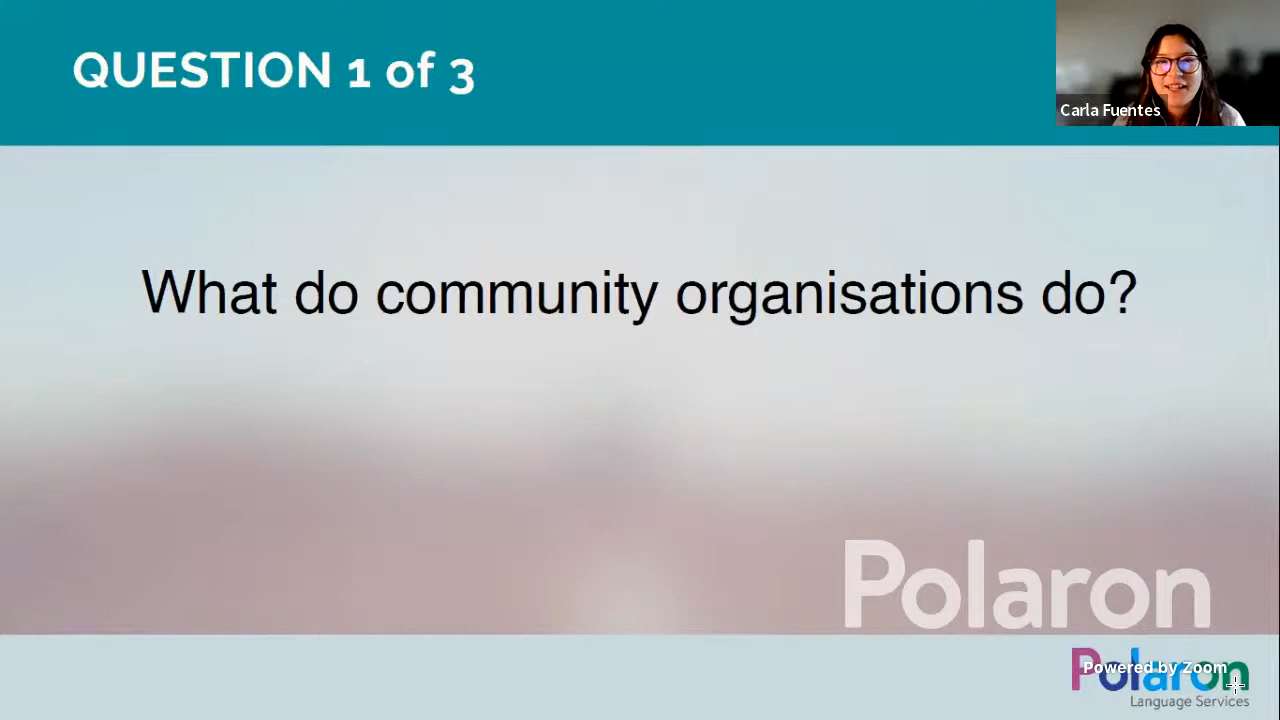 QUESTION 1 of 3
Carla Fuentes
What do community organisations do?
Polaron
Polaron
Powered by Zoom
Language Services